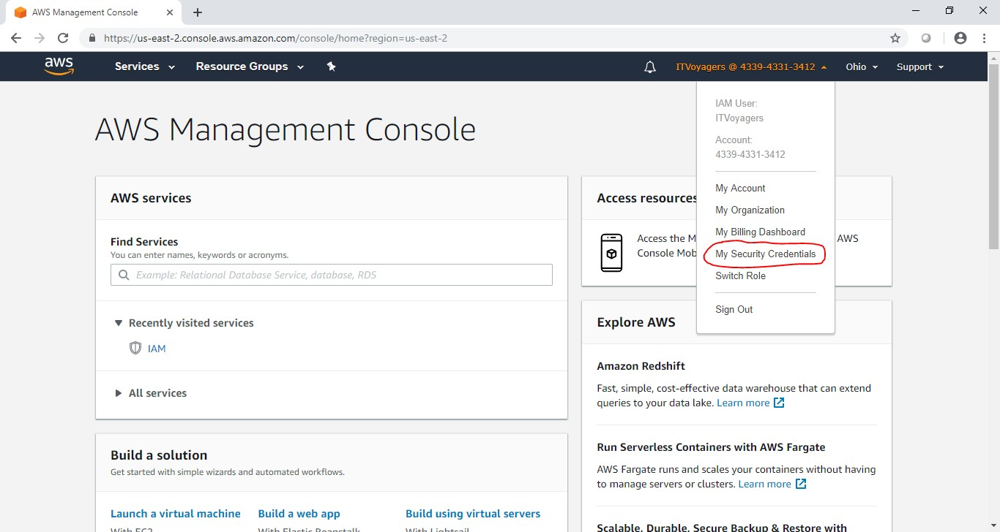 AWS Management Console
https://us-east-2.console.aws.amazon.com/console/home?region=us-east-2
aws
Services
Resource Groups
ITVoyagers @ 4339-4331-3412
Ohio
Support
IAM User:
ITVoyagers
Account:
4339-4331-3412
My Account
My Organization
My Billing Dashboard
My Security Credentials
Switch Role
Sign Out
AWS Management Console
AWS services
Find Services
You can enter names, keywords or acronyms.
Example: Relational Database Service, database, RDS
Recently visited services
IAM
All services
Build a solution
Get started with simple wizards and automated workflows.
Launch a virtual machine
With EC2
Build a web app
With Elastic Beanstalk
Build using virtual servers
With Lightsail
Access resources
Access the M AWS
Console Mob
Explore AWS
Amazon Redshift
Fast, simple, cost-effective data warehouse that can extend
queries to your data lake. Learn more
Run Serverless Containers with AWS Fargate
AWS Fargate runs and scales your containers without having
to manage servers or clusters. Learn more
Scalable, Durable, Secure Backup & Restore with